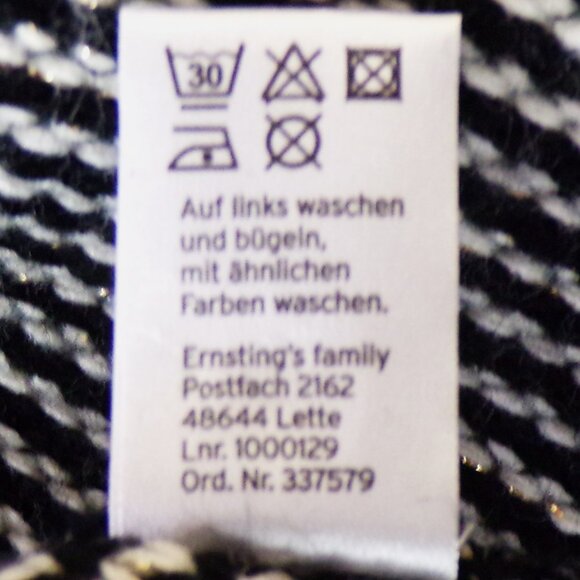 30
Auf links waschen
und bügeln,
mit ähnlichen
Farben waschen.
Ernsting's family
Postfach 2162
48644 Lette
Lnr. 1000129
Ord. Nr. 337579